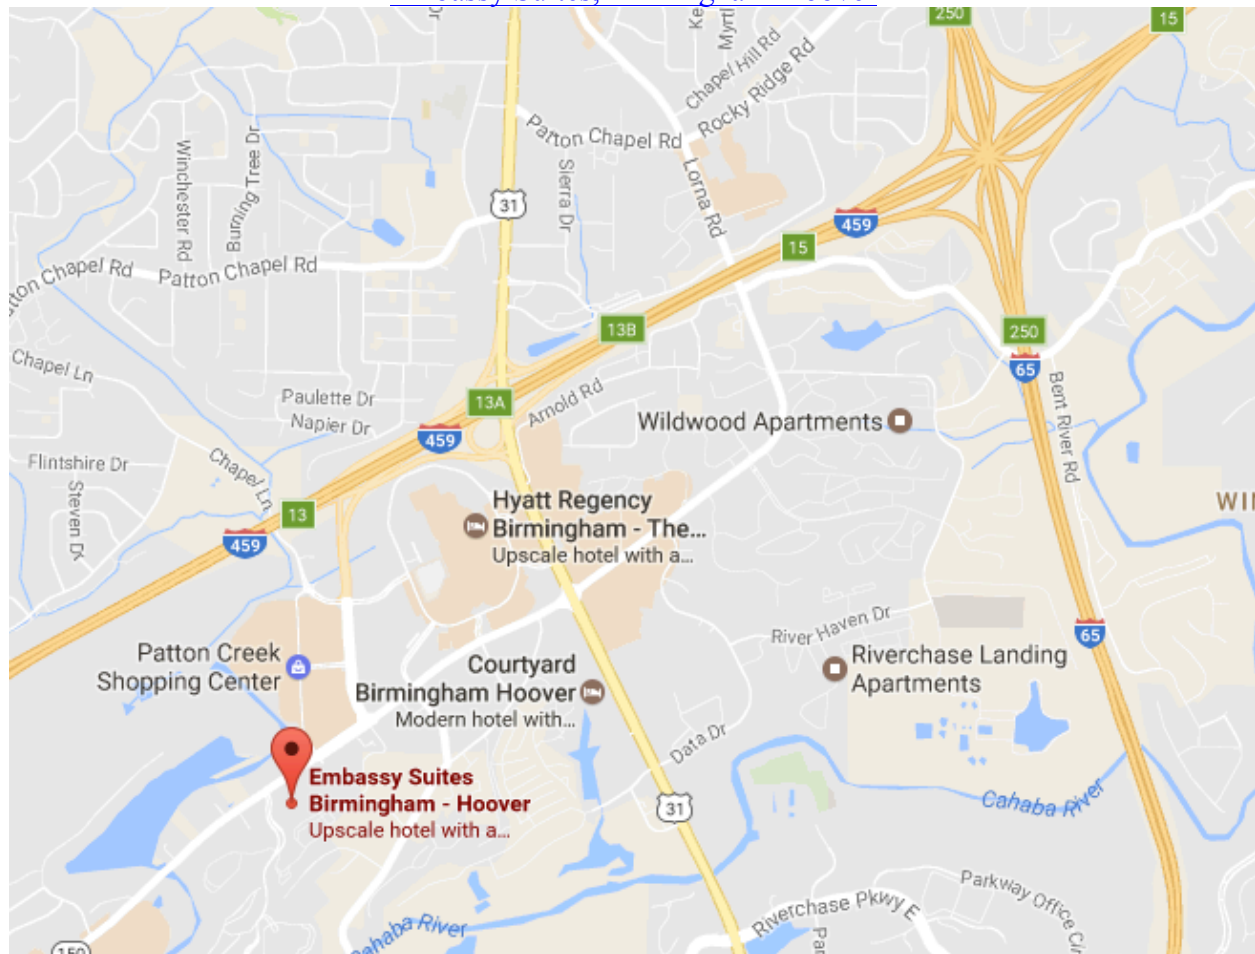 250
15
Chapel Hill Rd
Rocky Ridge Rd
Patton Chapel Rd
Winchester Rd
Burning Tree Dr
Sierra Dr
Lorna Rd
31
459
15
Chapel Rd
Patton Chapel Rd
13B
250
65
Chapel Ln
Paulette Dr
Napier Dr
13A
Arnold Rd
Bent River Rd
Wildwood Apartments
459
Flintshire Dr
Chapel Ln
Steven Dr
13
459
Hyatt Regency
Birmingham - The...
Upscale hotel with a...
River Haven Dr
65
Patton Creek
Shopping Center
Courtyard
Birmingham Hoover
Modern hotel with...
Riverchase Landing
Apartments
Data Dr
Embassy Suites
Birmingham - Hoover
Upscale hotel with a...
31
Cahaba River
Cahaba River
Riverchase Pkwy E
Parkway Office Cir
150